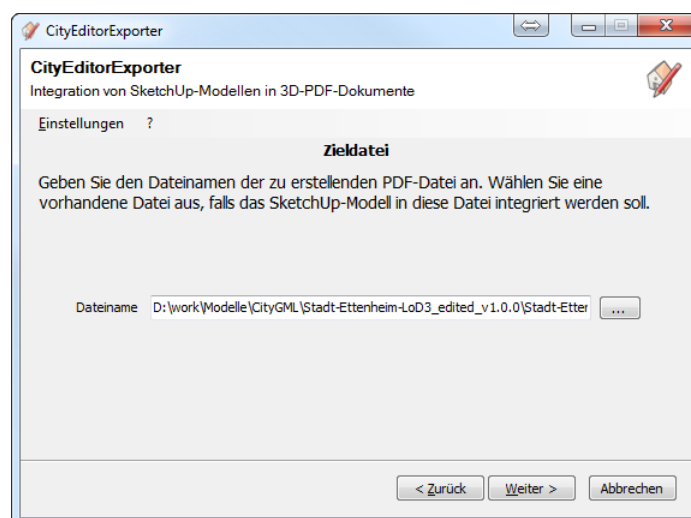 CityEditorExporter
CityEditorExporter
Integration von SketchUp-Modellen in 3D-PDF-Dokumente
Einstellungen ?
Zieldatei
Geben Sie den Dateinamen der zu erstellenden PDF-Datei an. Wählen Sie eine
vorhandene Datei aus, falls das SketchUp-Modell in diese Datei integriert werden soll.
Dateiname D:\work\Modelle\CityGML\Stadt-Ettenheim-LoD3_edited_v1.0.0\Stadt-Etter ...
< Zurück Weiter > Abbrechen